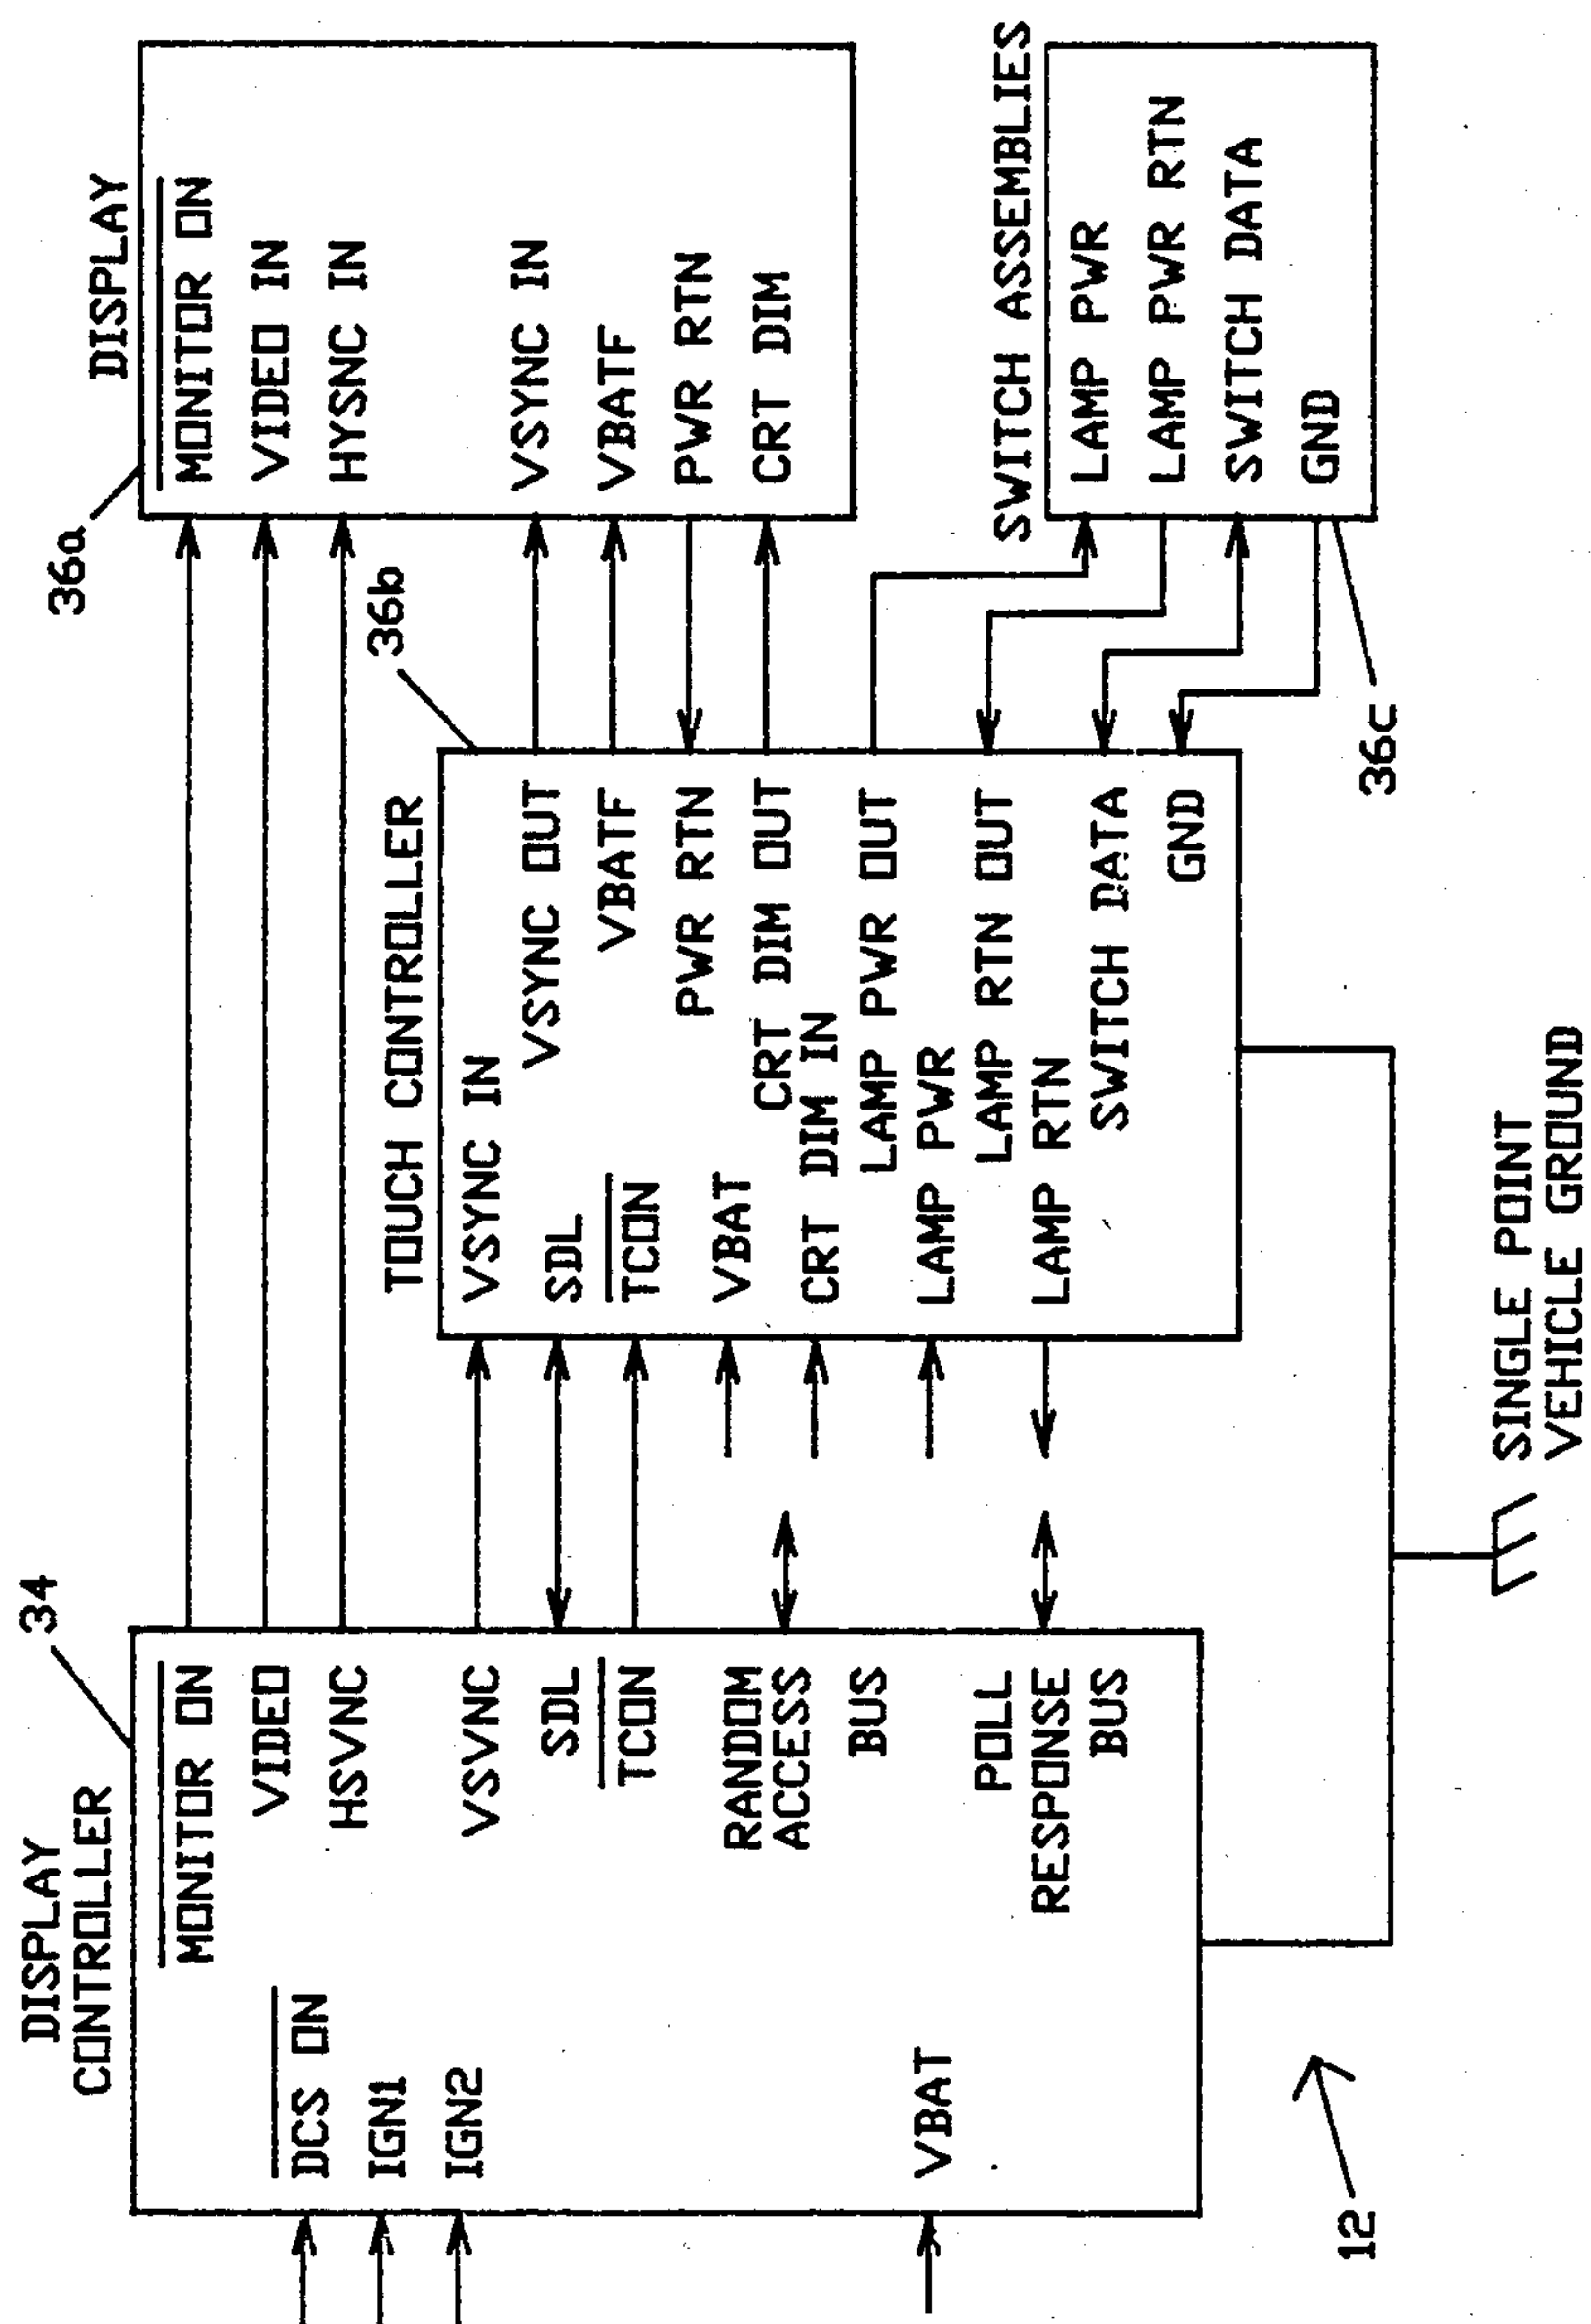 34
DISPLAY
CONTROLLER
MONITOR ON
VIDEO
HSVNC
VSVNC
SDL
TCON
RANDOM
ACCESS
BUS
POLL
RESPONSE
BUS
DCS ON
IGN1
IGN2
VBAT
12
36b
TOUCH CONTROLLER
VSYNC IN
VSYNC OUT
SDL
VBATF
TCON
PWR RTN
VBAT
CRT DIM OUT
CRT DIM IN
LAMP PWR OUT
LAMP PWR
LAMP RTN OUT
LAMP RTN
SWITCH DATA
GND
SINGLE POINT
VEHICLE GROUND
36a
DISPLAY
MONITOR ON
VIDEO IN
HYSNC IN
VSYNC IN
VBATF
PWR RTN
CRT DIM
SWITCH ASSEMBLIES
LAMP PWR
LAMP PWR RTN
SWITCH DATA
GND
36c